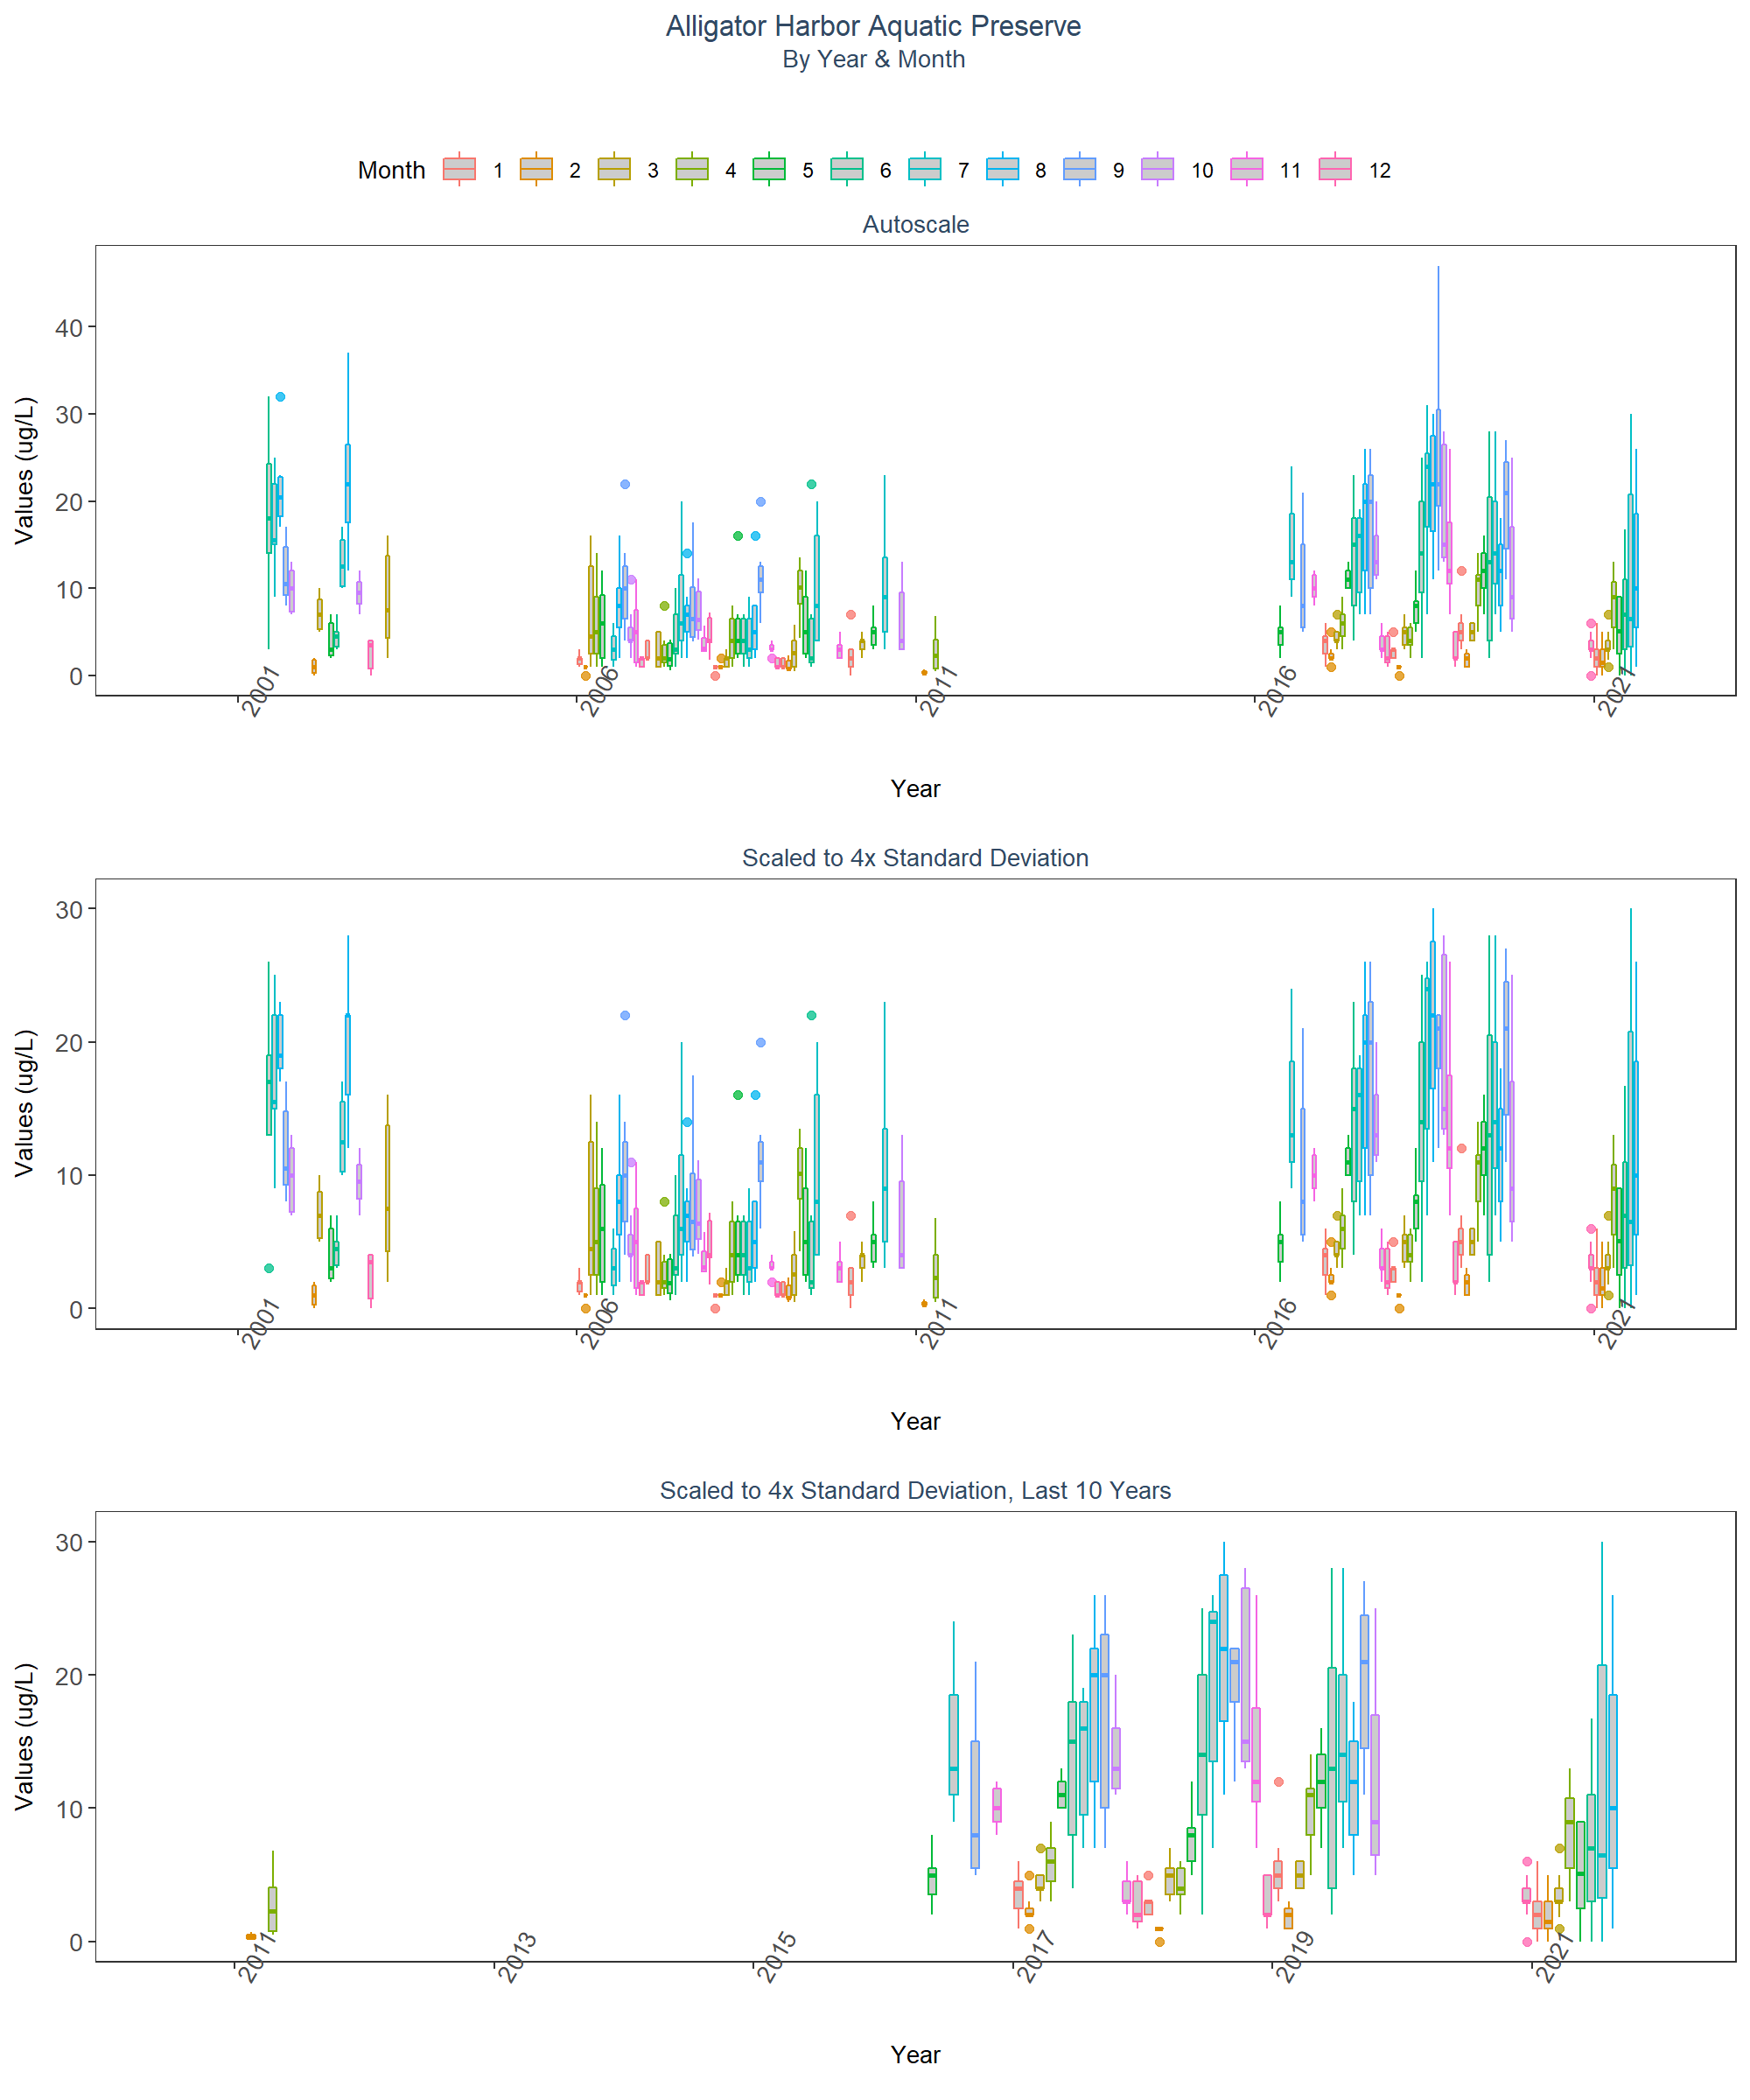 Alligator Harbor Aquatic Preserve
By Year & Month
Month 1 2 3 4 5 6 7 8 9 10 11 12
Autoscale
Values (ug/L)
40
30
20
10
0
2001 2006 2011 2016 2021
Year
Scaled to 4x Standard Deviation
Values (ug/L)
30
20
10
0
2001 2006 2011 2016 2021
Year
Scaled to 4x Standard Deviation, Last 10 Years
Values (ug/L)
30
20
10
0
2011 2013 2015 2017 2019 2021
Year